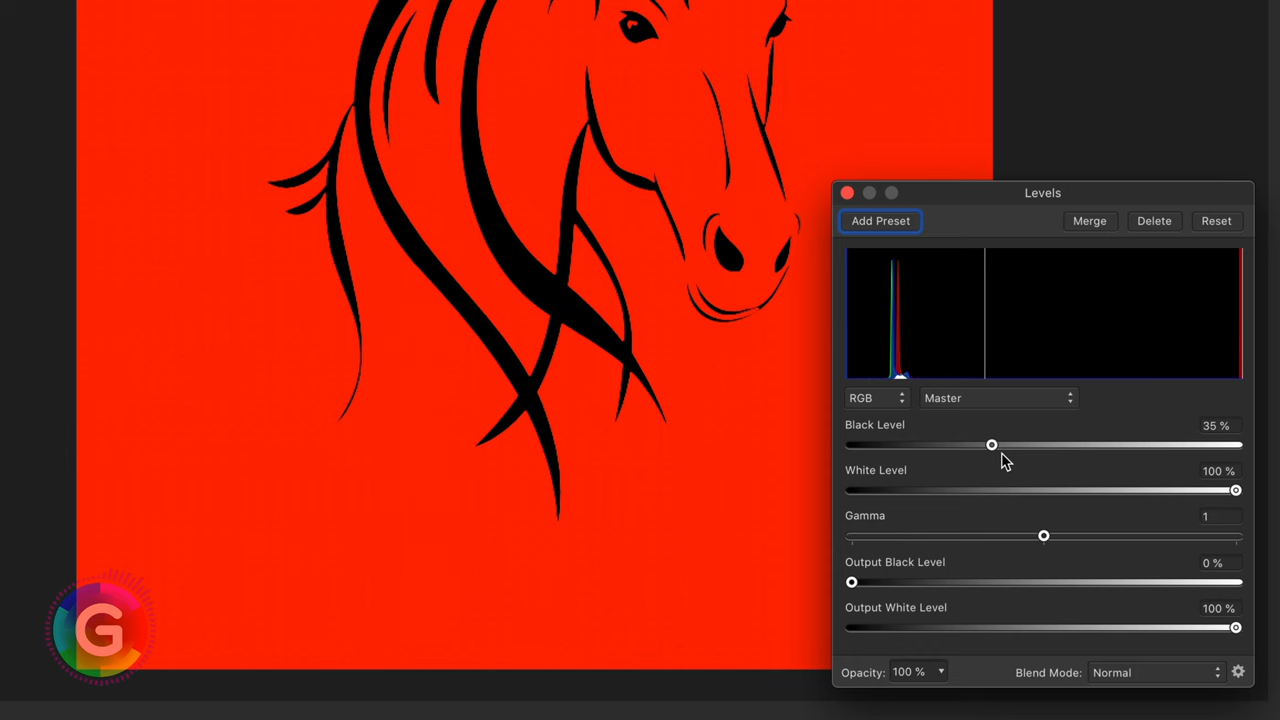 Levels
Add Preset Merge Delete Reset
RGB Master
Black Level 35 %
White Level 100 %
Gamma 1
Output Black Level 0 %
Output White Level 100 %
Opacity: 100 % Blend Mode: Normal
G